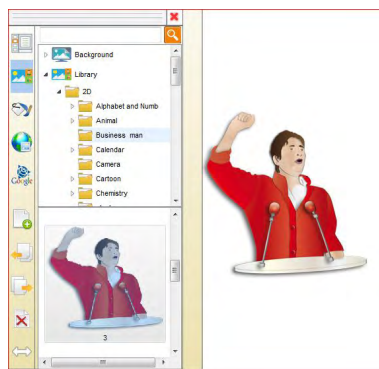 Background
Library
2D
Alphabet and Numb
Animal
Business man
Calendar
Camera
Cartoon
Chemistry
Google
3